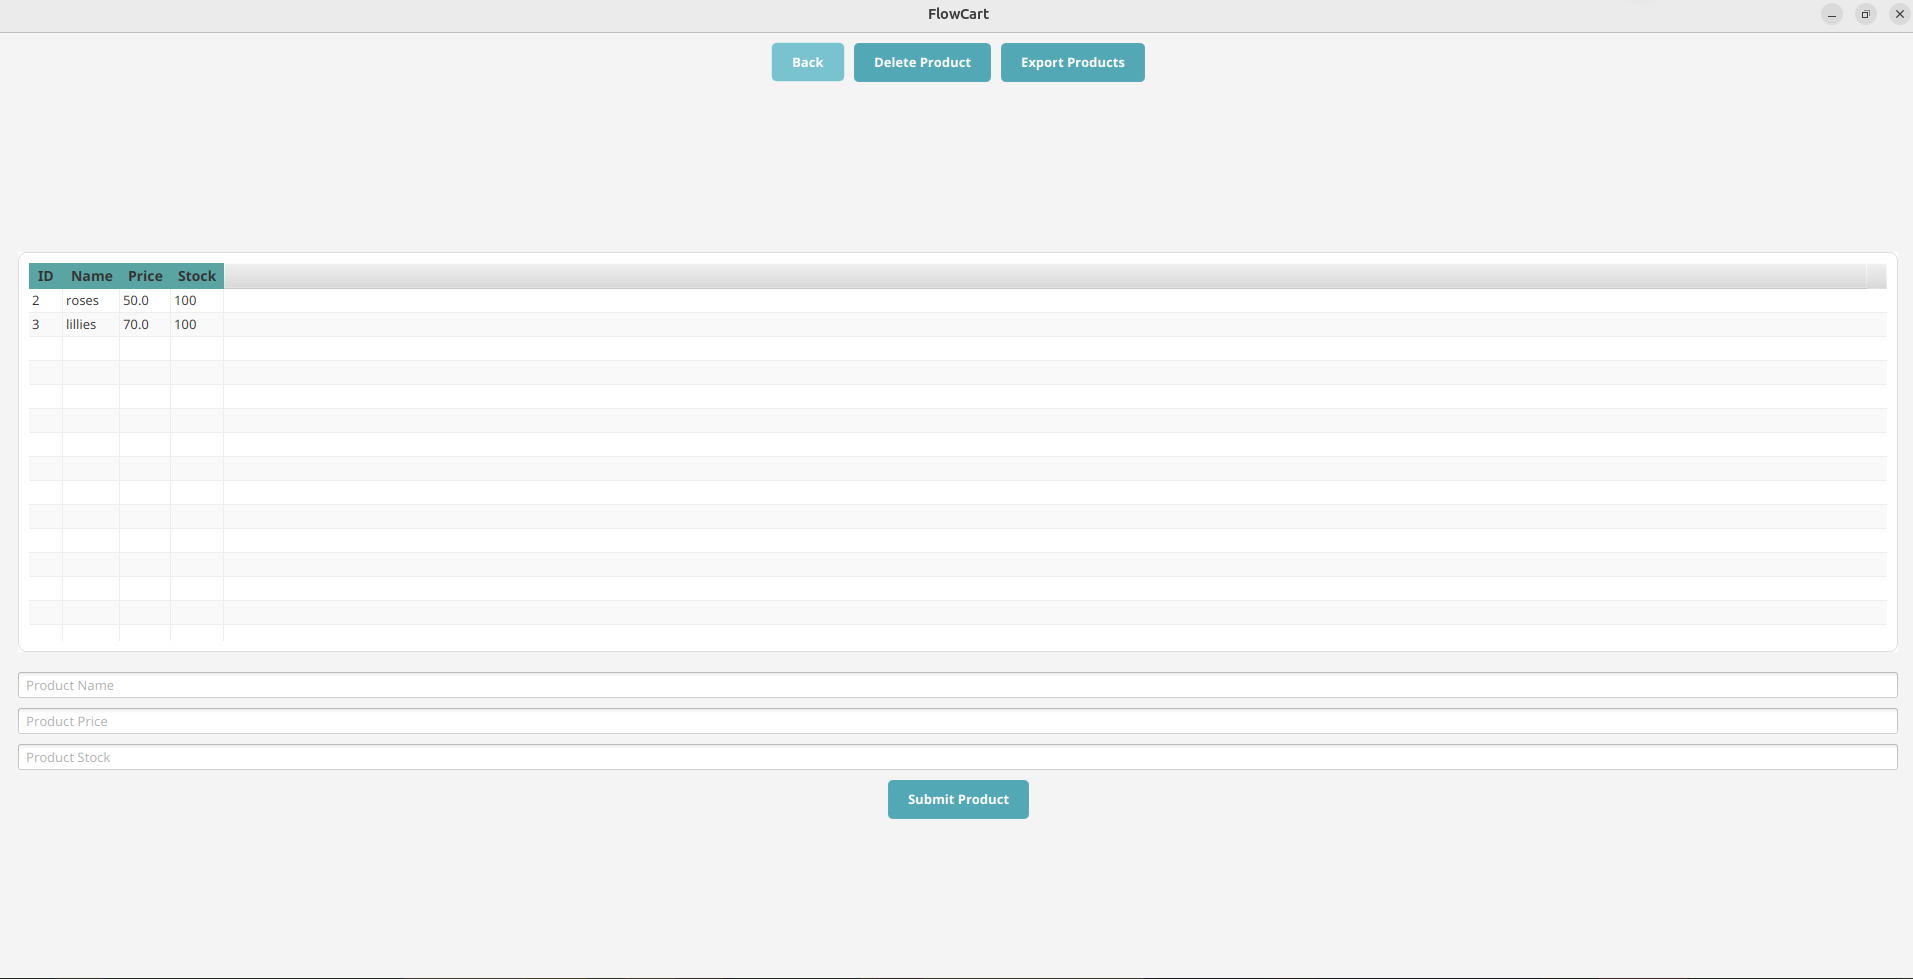 FlowCart
Back Delete Product Export Products
ID Name Price Stock
2 roses 50.0 100
3 lillies 70.0 100
Product Name
Product Price
Product Stock
Submit Product